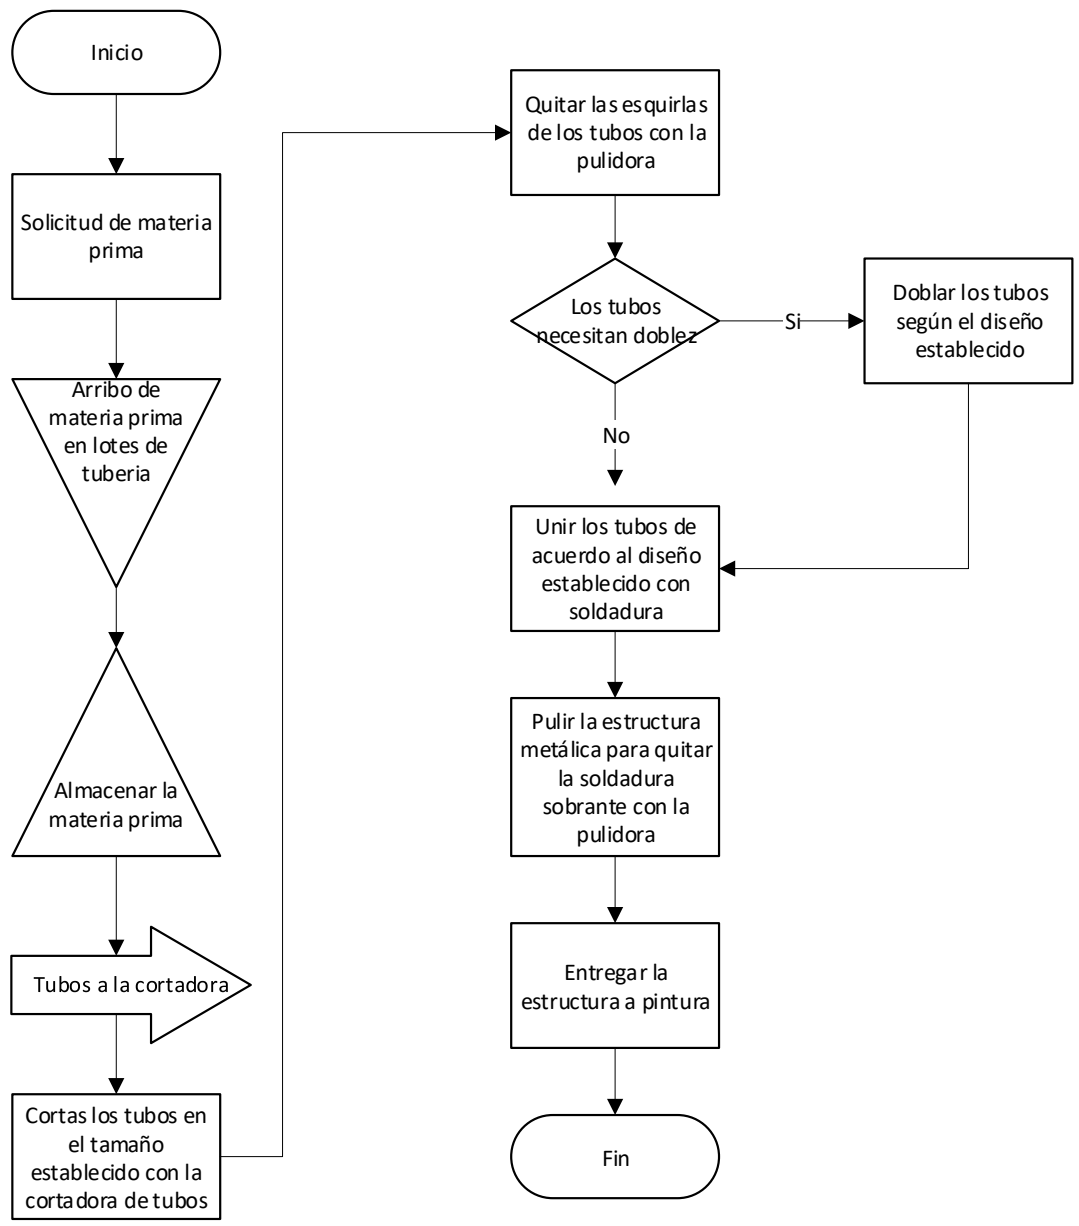 Inicio
Solicitud de materia
prima
Arribo de
materia prima
en lotes de
tuberia
Almacenar la
materia prima
Tubos a la cortadora
Cortas los tubos en
el tamaño
establecido con la
cortadora de tubos
Quitar las esquirlas
de los tubos con la
pulidora
Los tubos
necesitan doblez
Si
Doblar los tubos
según el diseño
establecido
No
Unir los tubos de
acuerdo al diseño
establecido con
soldadura
Pulir la estructura
metálica para quitar
la soldadura
sobrante con la
pulidora
Entregar la
estructura a pintura
Fin